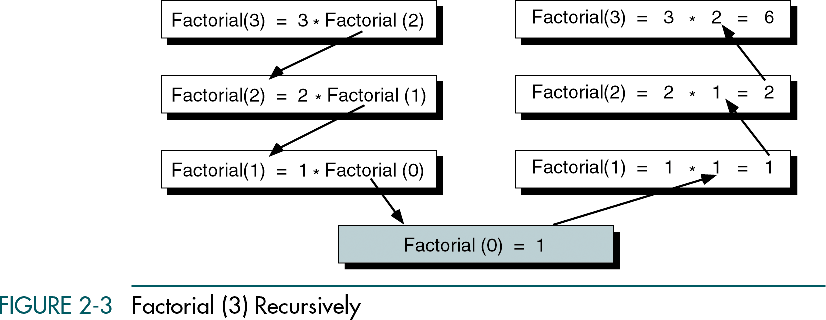 Factorial(3) = 3 * Factorial (2)
Factorial(3) = 3 * 2 = 6
Factorial(2) = 2 * Factorial (1)
Factorial(2) = 2 * 1 = 2
Factorial(1) = 1 * Factorial (0)
Factorial(1) = 1 * 1 = 1
Factorial (0) = 1
FIGURE 2-3 Factorial (3) Recursively